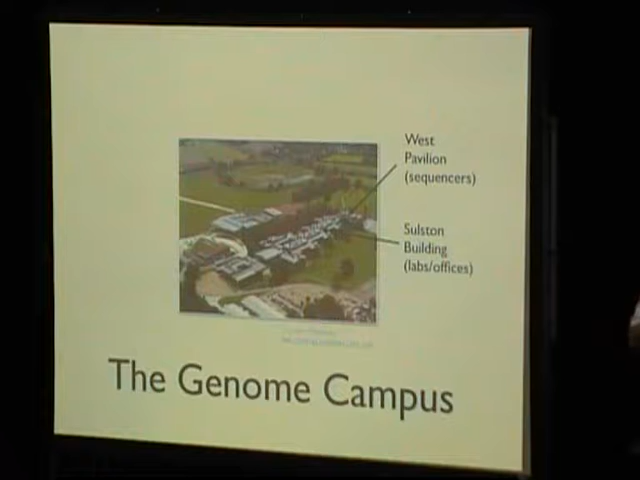 West
Pavilion
(sequencers)
Sulston
Building
(labs/offices)
The Genome Campus